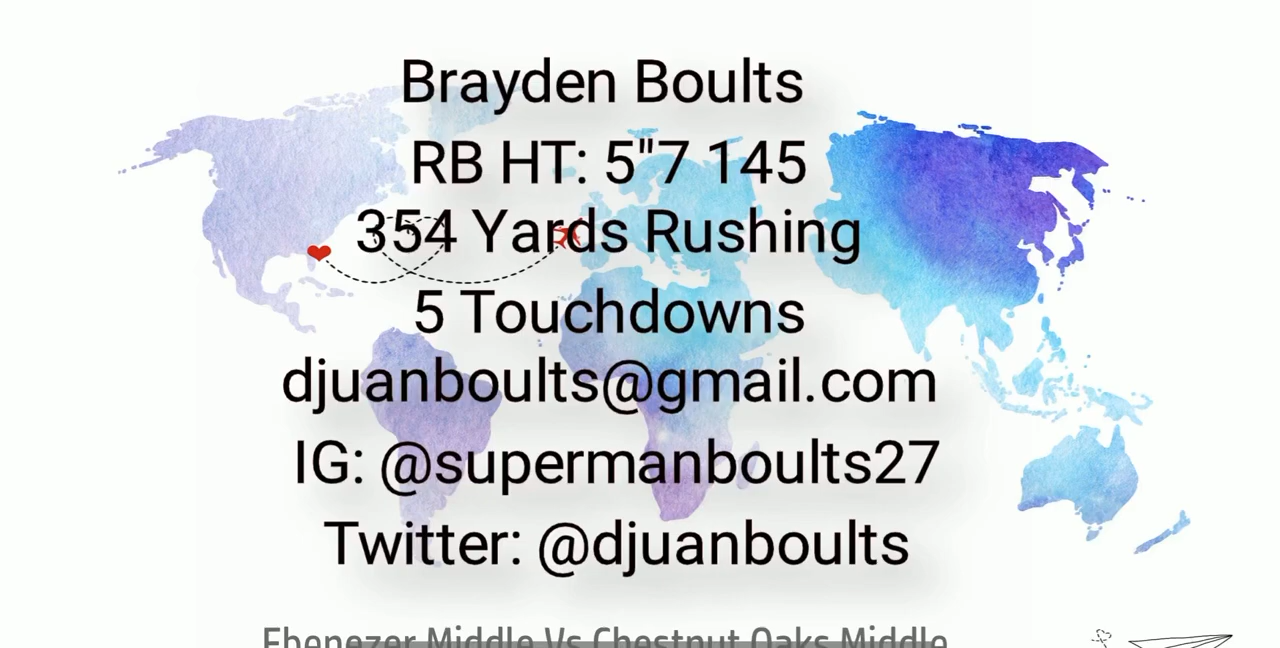 Brayden Boults
RB HT: 5"7 145
354 Yards Rushing
5 Touchdowns
djuanboults@gmail.com
IG: @supermanboults27
Twitter: @djuanboults
Ebenezer Middle Vs Chestnut Oaks Middle